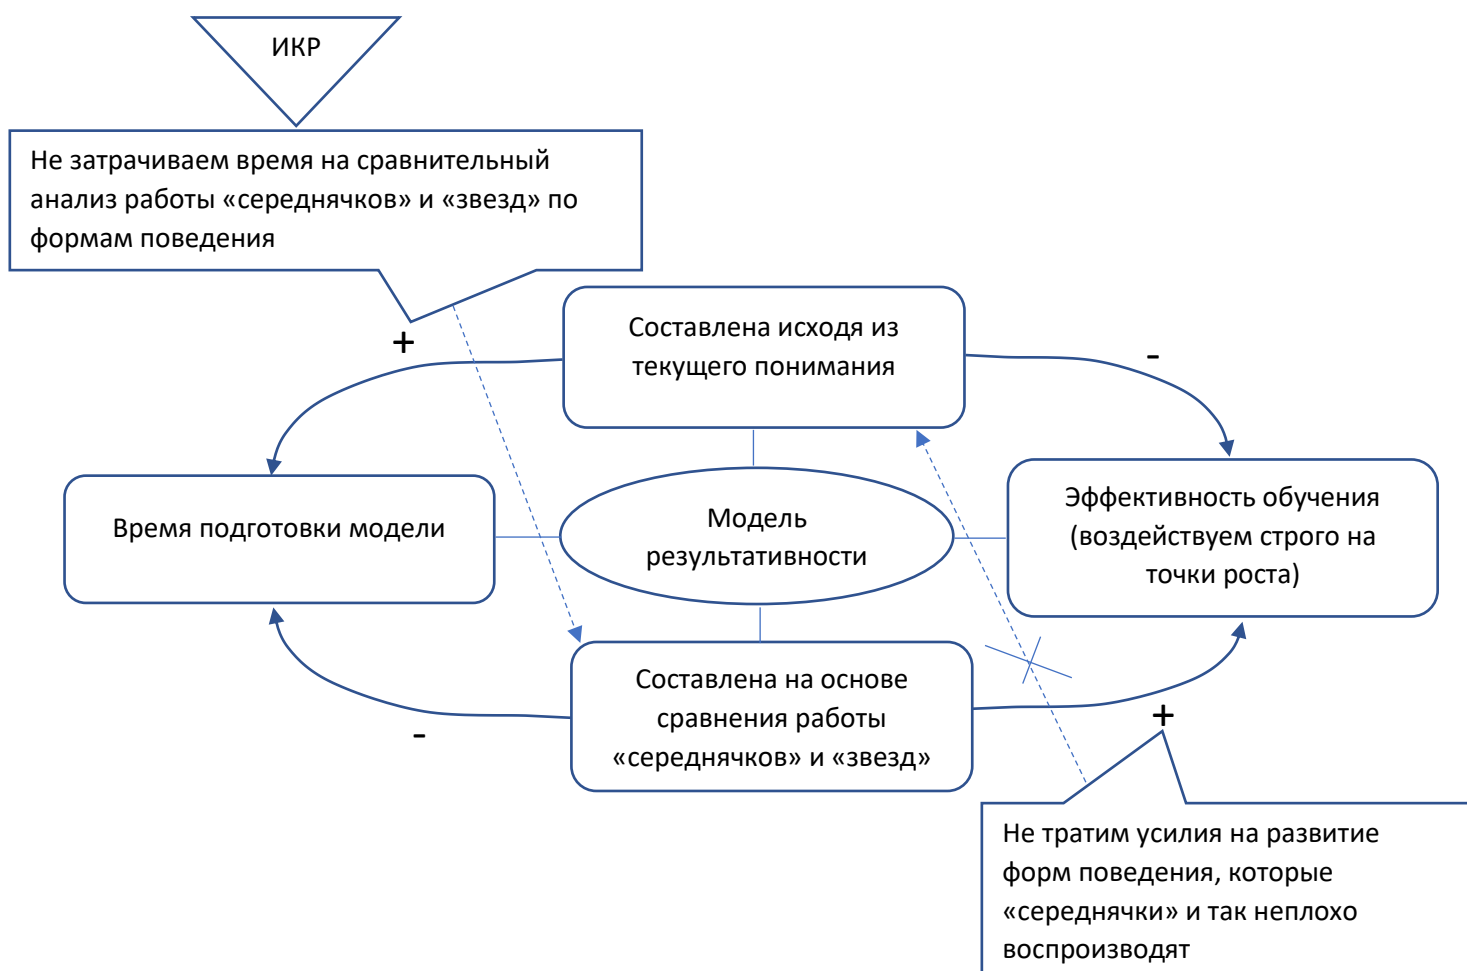 ИКР
Не затрачиваем время на сравнительный
анализ работы «середнячков» и «звезд» по
формам поведения
+
Составлена исходя из
текущего понимания
-
Время подготовки модели
Модель
результативности
Эффективность обучения
(воздействуем строго на
точки роста)
-
Составлена на основе
сравнения работы
«середнячков» и «звезд»
+
Не тратим усилия на развитие
форм поведения, которые
«середнячки» и так неплохо
воспроизводят